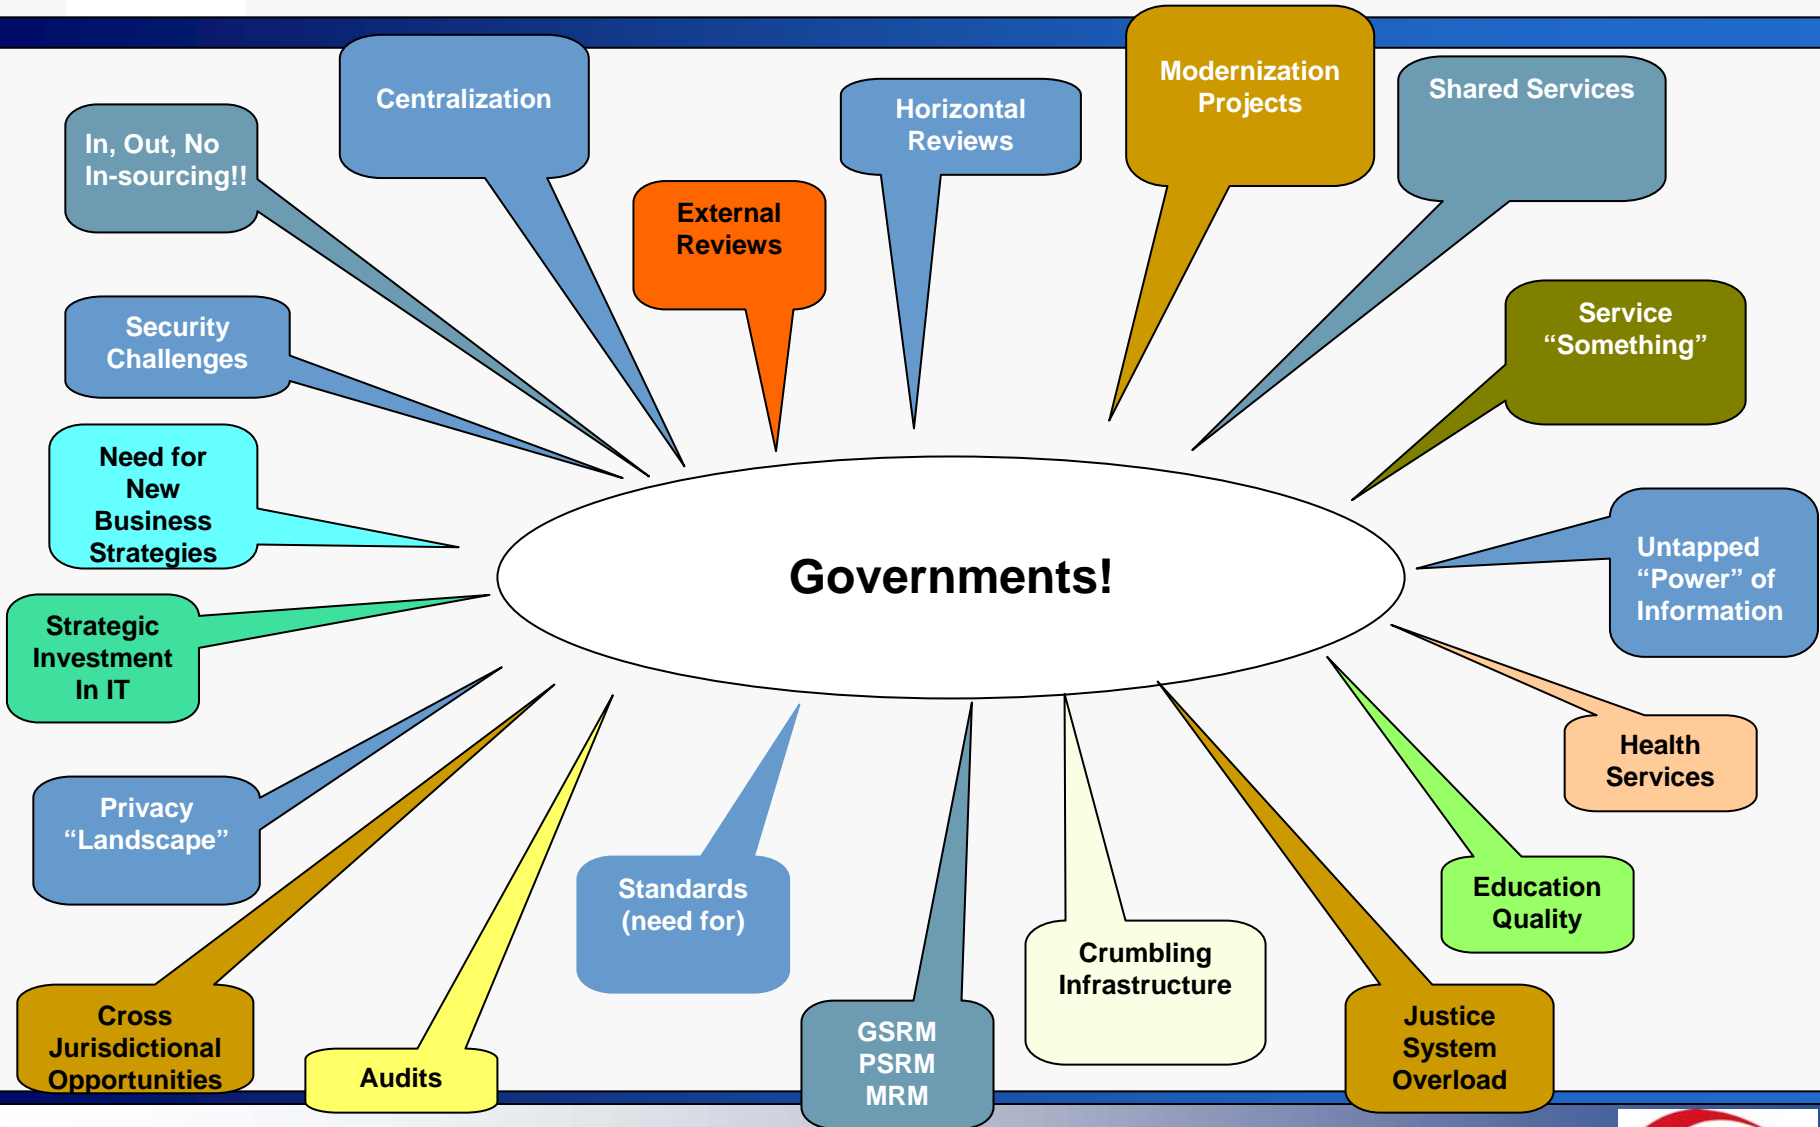 Centralization
Modernization
Projects
Shared Services
Horizontal
Reviews
In, Out, No
In-sourcing!!
External
Reviews
Security
Challenges
Service
“Something”
Need for
New
Business
Strategies
Governments!
Untapped
“Power” of
Information
Strategic
Investment
In IT
Health
Services
Privacy
“Landscape”
Standards
(need for)
Education
Quality
Crumbling
Infrastructure
Cross
Jurisdictional
Opportunities
Audits
GSRM
PSRM
MRM
Justice
System
Overload